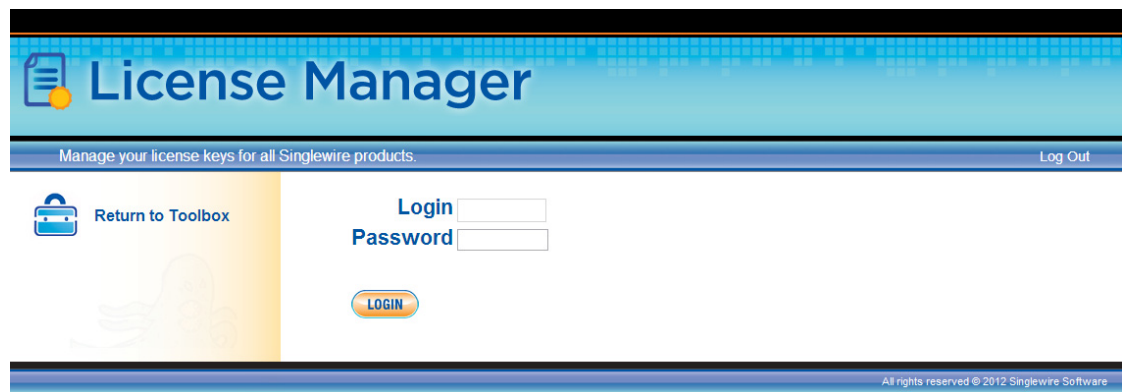 License Manager
Manage your license keys for all Singlewire products.
Log Out
Return to Toolbox
Login
Password
LOGIN
All rights reserved © 2012 Singlewire Software